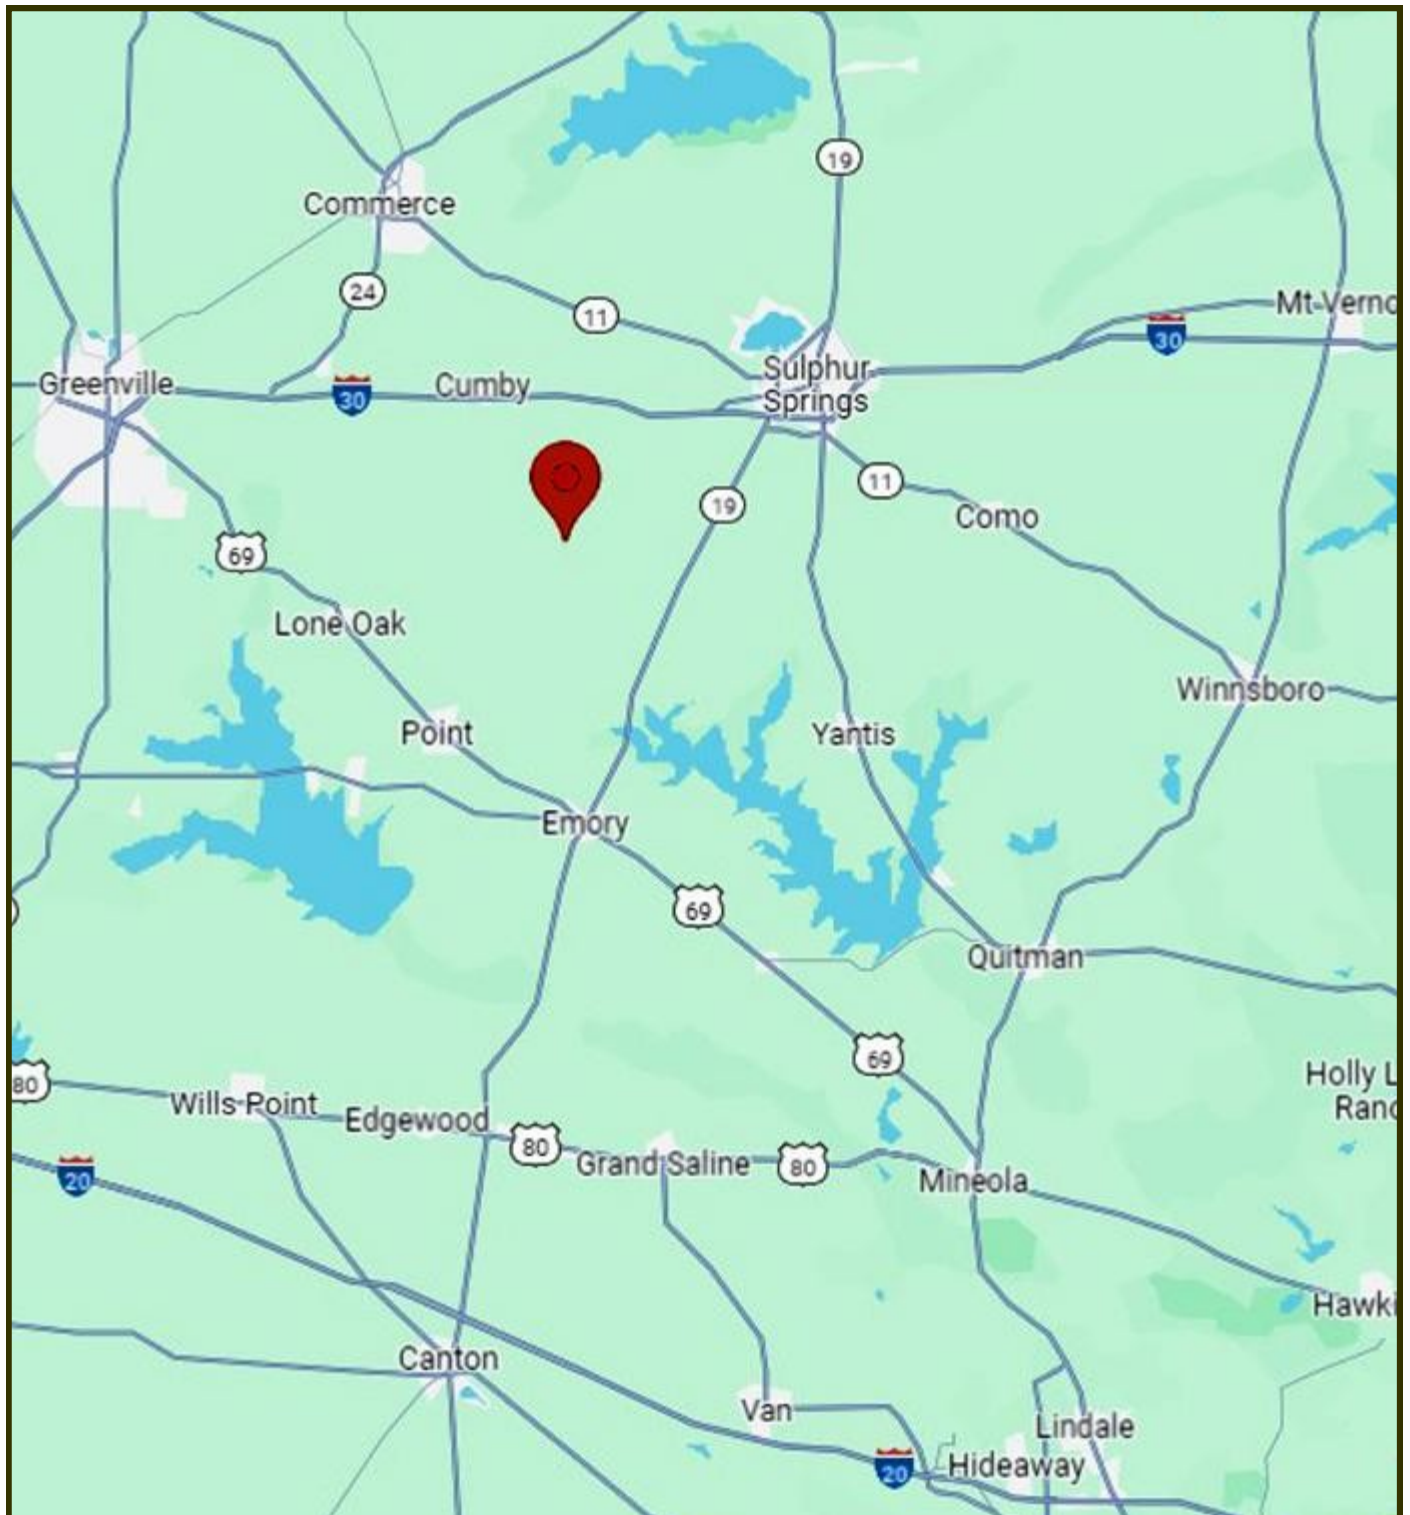 19
Commerce
24
11
Mt Verno
30
Sulphur
Springs
Greenville
30
Cumby
19
11
Como
69
Lone Oak
Winnsboro
Point
Yantis
Emory
69
Quitman
69
80
Holly L
Ranc
Wills Point
Edgewood
80
Grand Saline
80
20
Mineola
Hawki
Canton
Van
Lindale
20
Hideaway